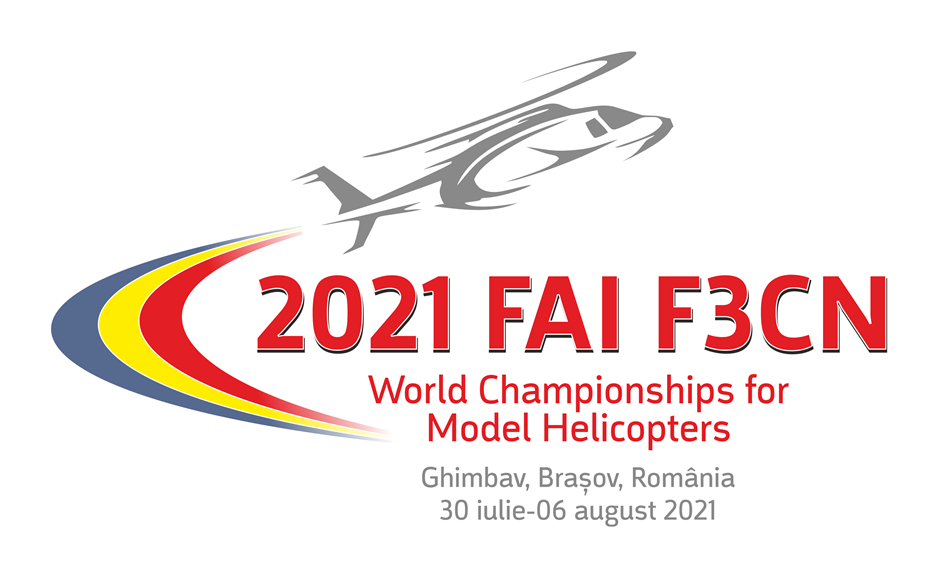 2021 FAI F3CN
World Championships for
Model Helicopters
Ghimbav, Brașov, România
30 iulie-06 august 2021